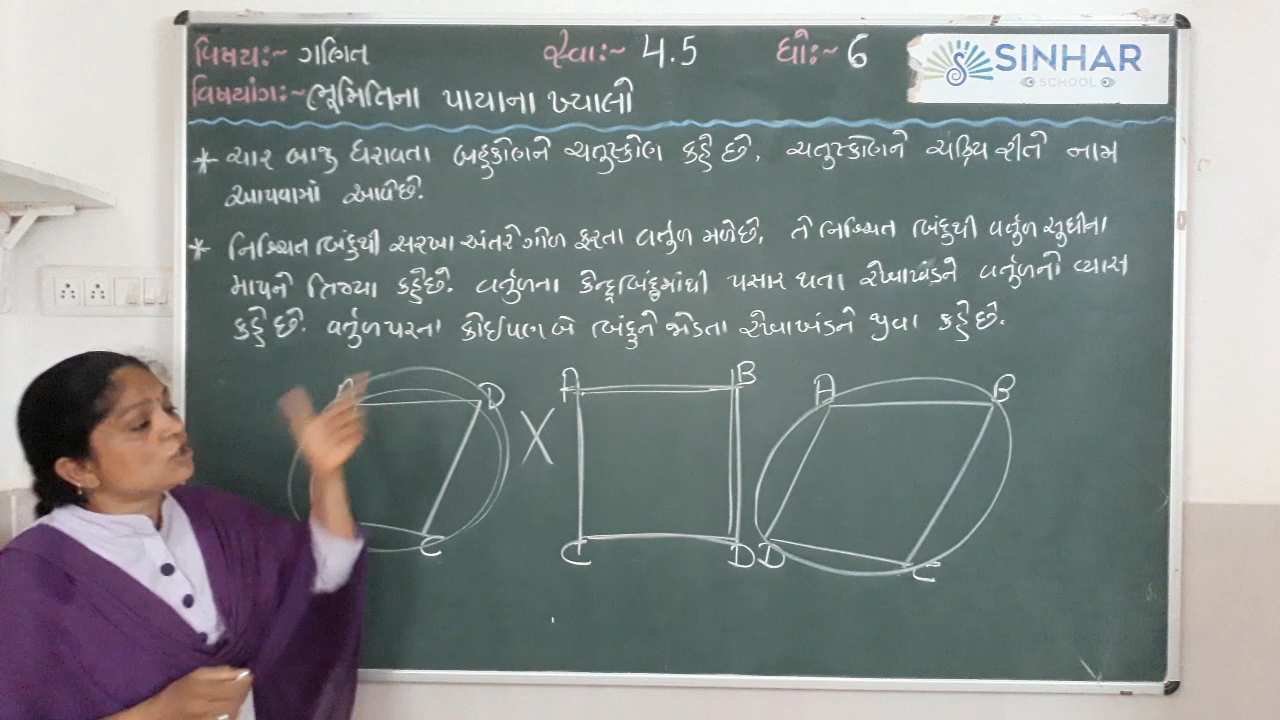 વિષય:~ ગણિત સ્વા:~ 4.5 ધો:~ 6
SINHAR
SCHOOL
વિષયાંગ:~ ભૂમિતિના પાયાના ખ્યાલો
* ચાર બાજુ ધરાવતા બહુકોણને ચતુષ્કોણ કહે છે. ચતુષ્કોણને ચક્રિય રીતે નામ
આપવામાં આવેછે.
* નિશ્ચિત બિંદુથી સરખા અંતરે ગોળ ફરતા વર્તુળ મળેછે. તે નિશ્ચિત બિંદુથી વર્તુળ સુધીના
માપને ત્રિજ્યા કહેછે. વર્તુળના કેન્દ્રબિંદુમાંથી પસાર થતા રેખાખંડને વર્તુળનો વ્યાસ
કહે છે. વર્તુળ પરના કોઈપણ બે બિંદુને જોડતા રેખાખંડને જીવા કહેછે.
D X A B A B
C C D D C